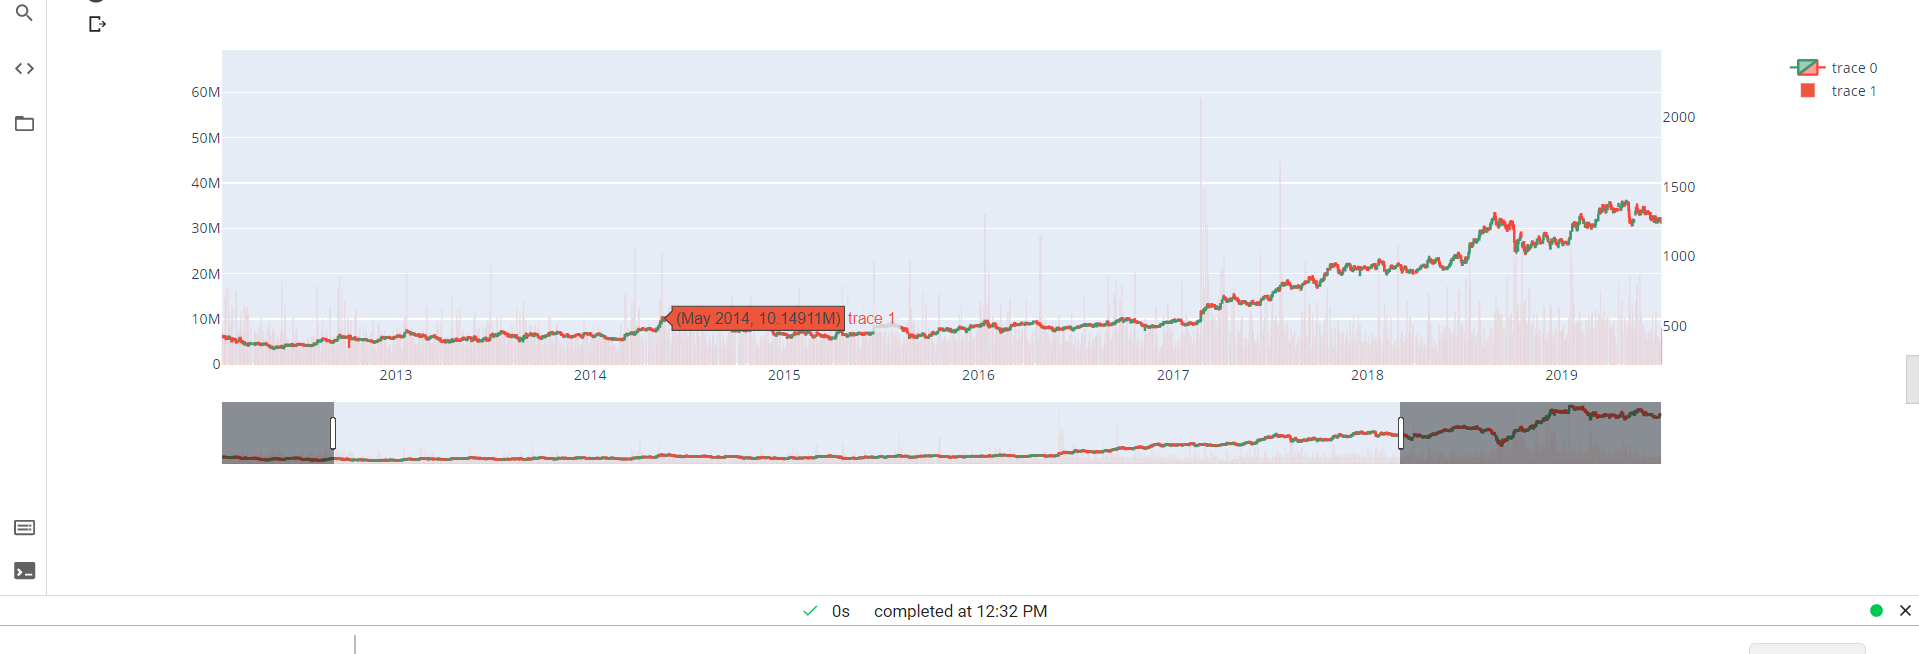 trace 0
trace 1
60M
50M
40M
30M
20M
10M
0
2000
1500
1000
500
(May 2014, 10.14911M) trace 1
2013 2014 2015 2016 2017 2018 2019
0s completed at 12:32 PM